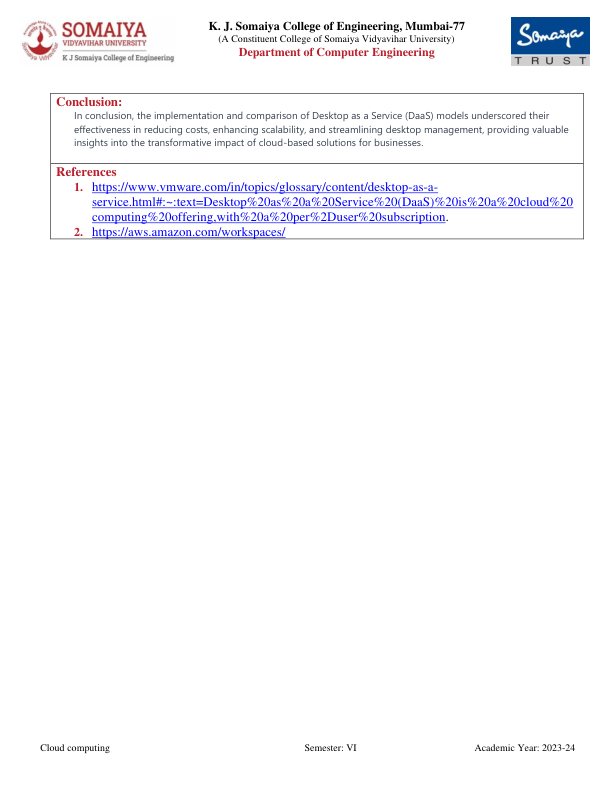 SOMAIYA
VIDYAVIHAR UNIVERSITY
K J Somaiya College of Engineering
K. J. Somaiya College of Engineering, Mumbai-77
(A Constituent College of Somaiya Vidyavihar University)
Department of Computer Engineering
Somaiya
TRUST
Conclusion:
In conclusion, the implementation and comparison of Desktop as a Service (DaaS) models underscored their
effectiveness in reducing costs, enhancing scalability, and streamlining desktop management, providing valuable
insights into the transformative impact of cloud-based solutions for businesses.
References
1. https://www.vmware.com/in/topics/glossary/content/desktop-as-a-
service.html#:~:text=Desktop%20as%20a%20Service%20(DaaS)%20is%20a%20cloud%20
computing%20offering,with%20a%20per%2Duser%20subscription.
2. https://aws.amazon.com/workspaces/
Cloud computing
Semester: VI
Academic Year: 2023-24